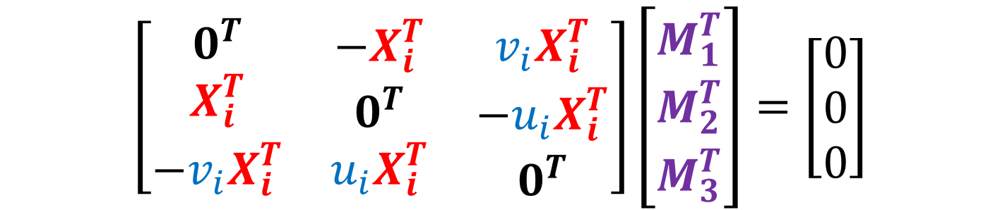 [ 0^T   −X_i^T   v_i X_i^T ] [ M_1^T ]   [ 0 ]
[ X_i^T   0^T   −u_i X_i^T ] [ M_2^T ] = [ 0 ]
[ −v_i X_i^T   u_i X_i^T   0^T ] [ M_3^T ]   [ 0 ]